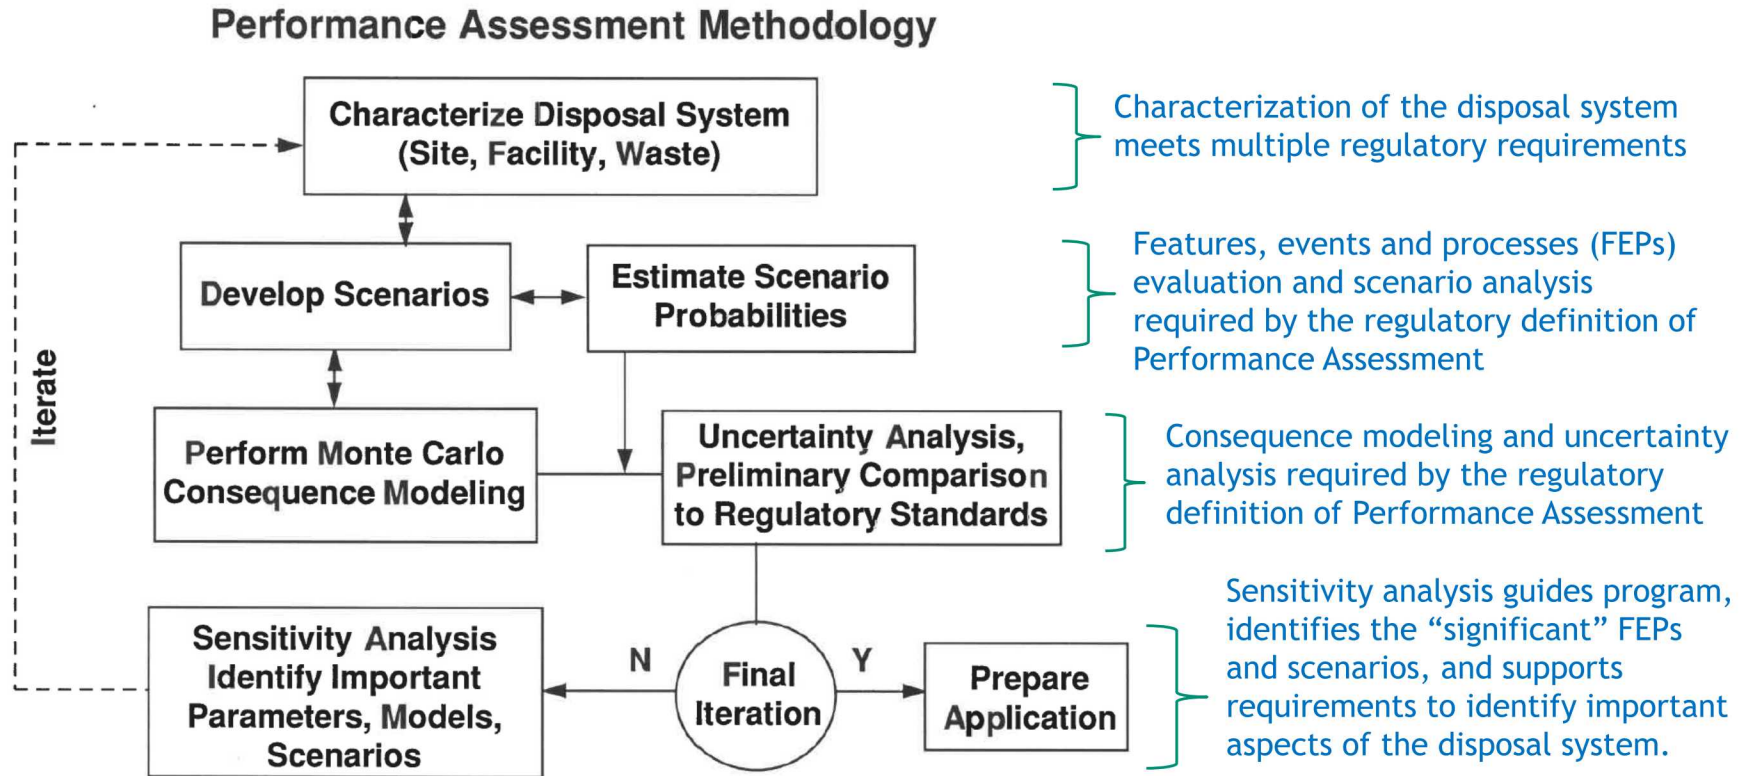 Performance Assessment Methodology
Characterize Disposal System
(Site, Facility, Waste)
Characterization of the disposal system
meets multiple regulatory requirements
Develop Scenarios
Estimate Scenario
Probabilities
Features, events and processes (FEPs)
evaluation and scenario analysis
required by the regulatory definition of
Performance Assessment
Iterate
Perform Monte Carlo
Consequence Modeling
Uncertainty Analysis,
Preliminary Comparison
to Regulatory Standards
Consequence modeling and uncertainty
analysis required by the regulatory
definition of Performance Assessment
Sensitivity Analysis
Identify Important
Parameters, Models,
Scenarios
N
Final
Iteration
Y
Prepare
Application
Sensitivity analysis guides program,
identifies the “significant” FEPs
and scenarios, and supports
requirements to identify important
aspects of the disposal system.